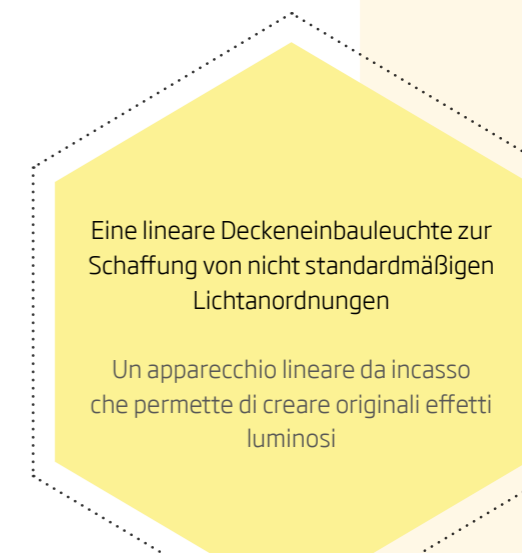 Eine lineare Deckeneinbauleuchte zur
Schaffung von nicht standardmäßigen
Lichtanordnungen
Un apparecchio lineare da incasso
che permette di creare originali effetti
luminosi